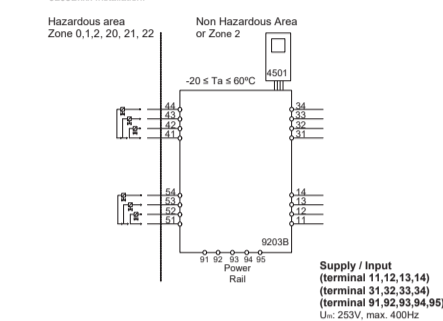 Hazardous area
Zone 0,1,2, 20, 21, 22
Non Hazardous Area
or Zone 2
4501
-20 ≤ Ta ≤ 60ºC
44
43
42
41
34
33
32
31
54
53
52
51
14
13
12
11
9203B
91 92 93 94 95
Power
Rail
Supply / Input
(terminal 11,12,13,14)
(terminal 31,32,33,34)
(terminal 91,92,93,94,95)
Um: 253V, max. 400Hz